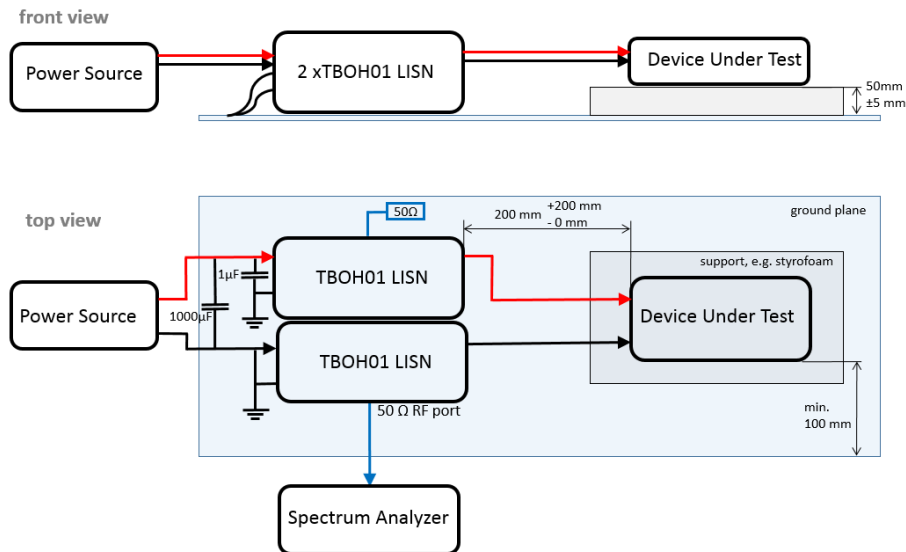 front view
Power Source
2 xTBOH01 LISN
Device Under Test
50mm
±5 mm
top view
50Ω
200 mm
+200 mm
- 0 mm
ground plane
support, e.g. styrofoam
1µF
TBOH01 LISN
1000µF
Power Source
Device Under Test
TBOH01 LISN
50 Ω RF port
min.
100 mm
Spectrum Analyzer